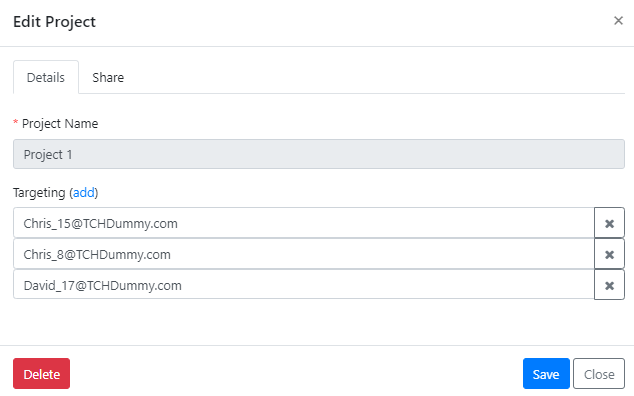 Edit Project
×
Details Share
* Project Name
Project 1
Targeting (add)
Chris_15@TCHDummy.com
Chris_8@TCHDummy.com
David_17@TCHDummy.com
Delete Save Close